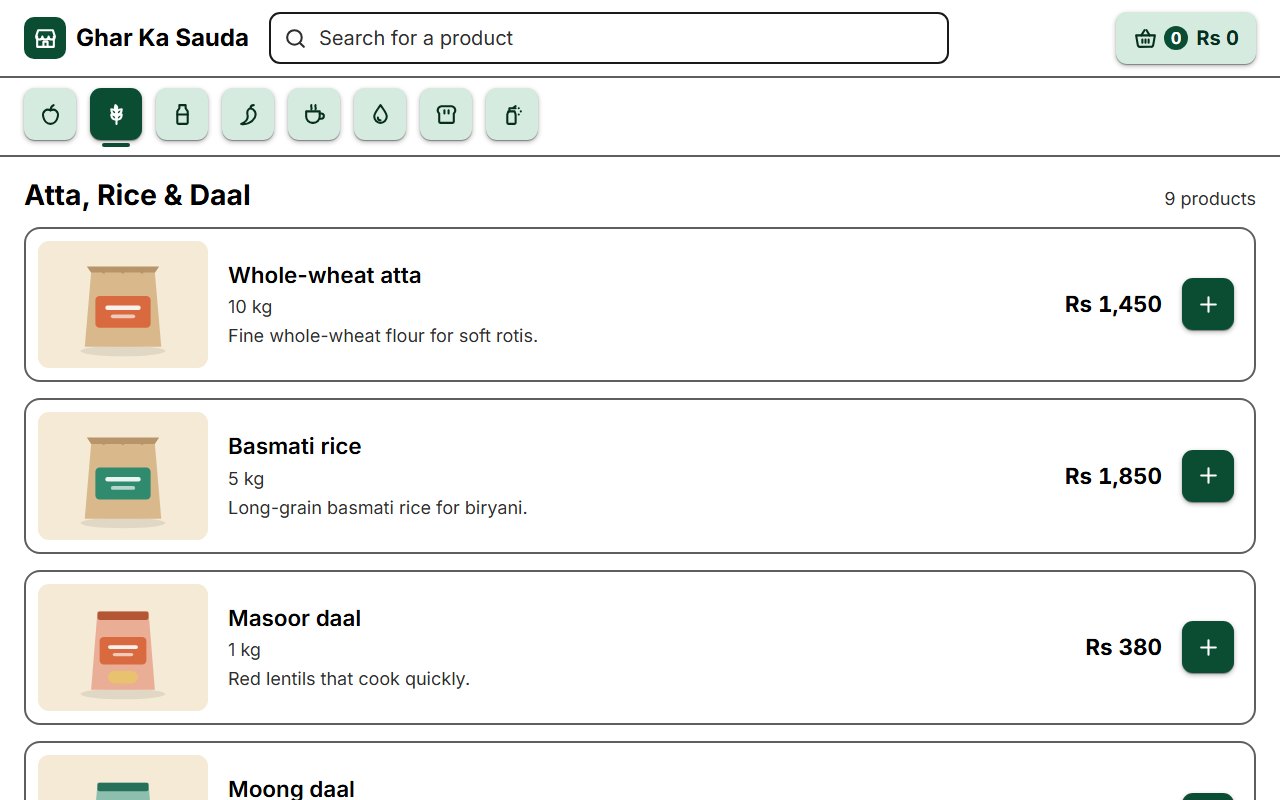 Ghar Ka Sauda
Search for a product
0 Rs 0
Atta, Rice & Daal
9 products
Whole-wheat atta
10 kg
Fine whole-wheat flour for soft rotis.
Rs 1,450
Basmati rice
5 kg
Long-grain basmati rice for biryani.
Rs 1,850
Masoor daal
1 kg
Red lentils that cook quickly.
Rs 380
Moong daal